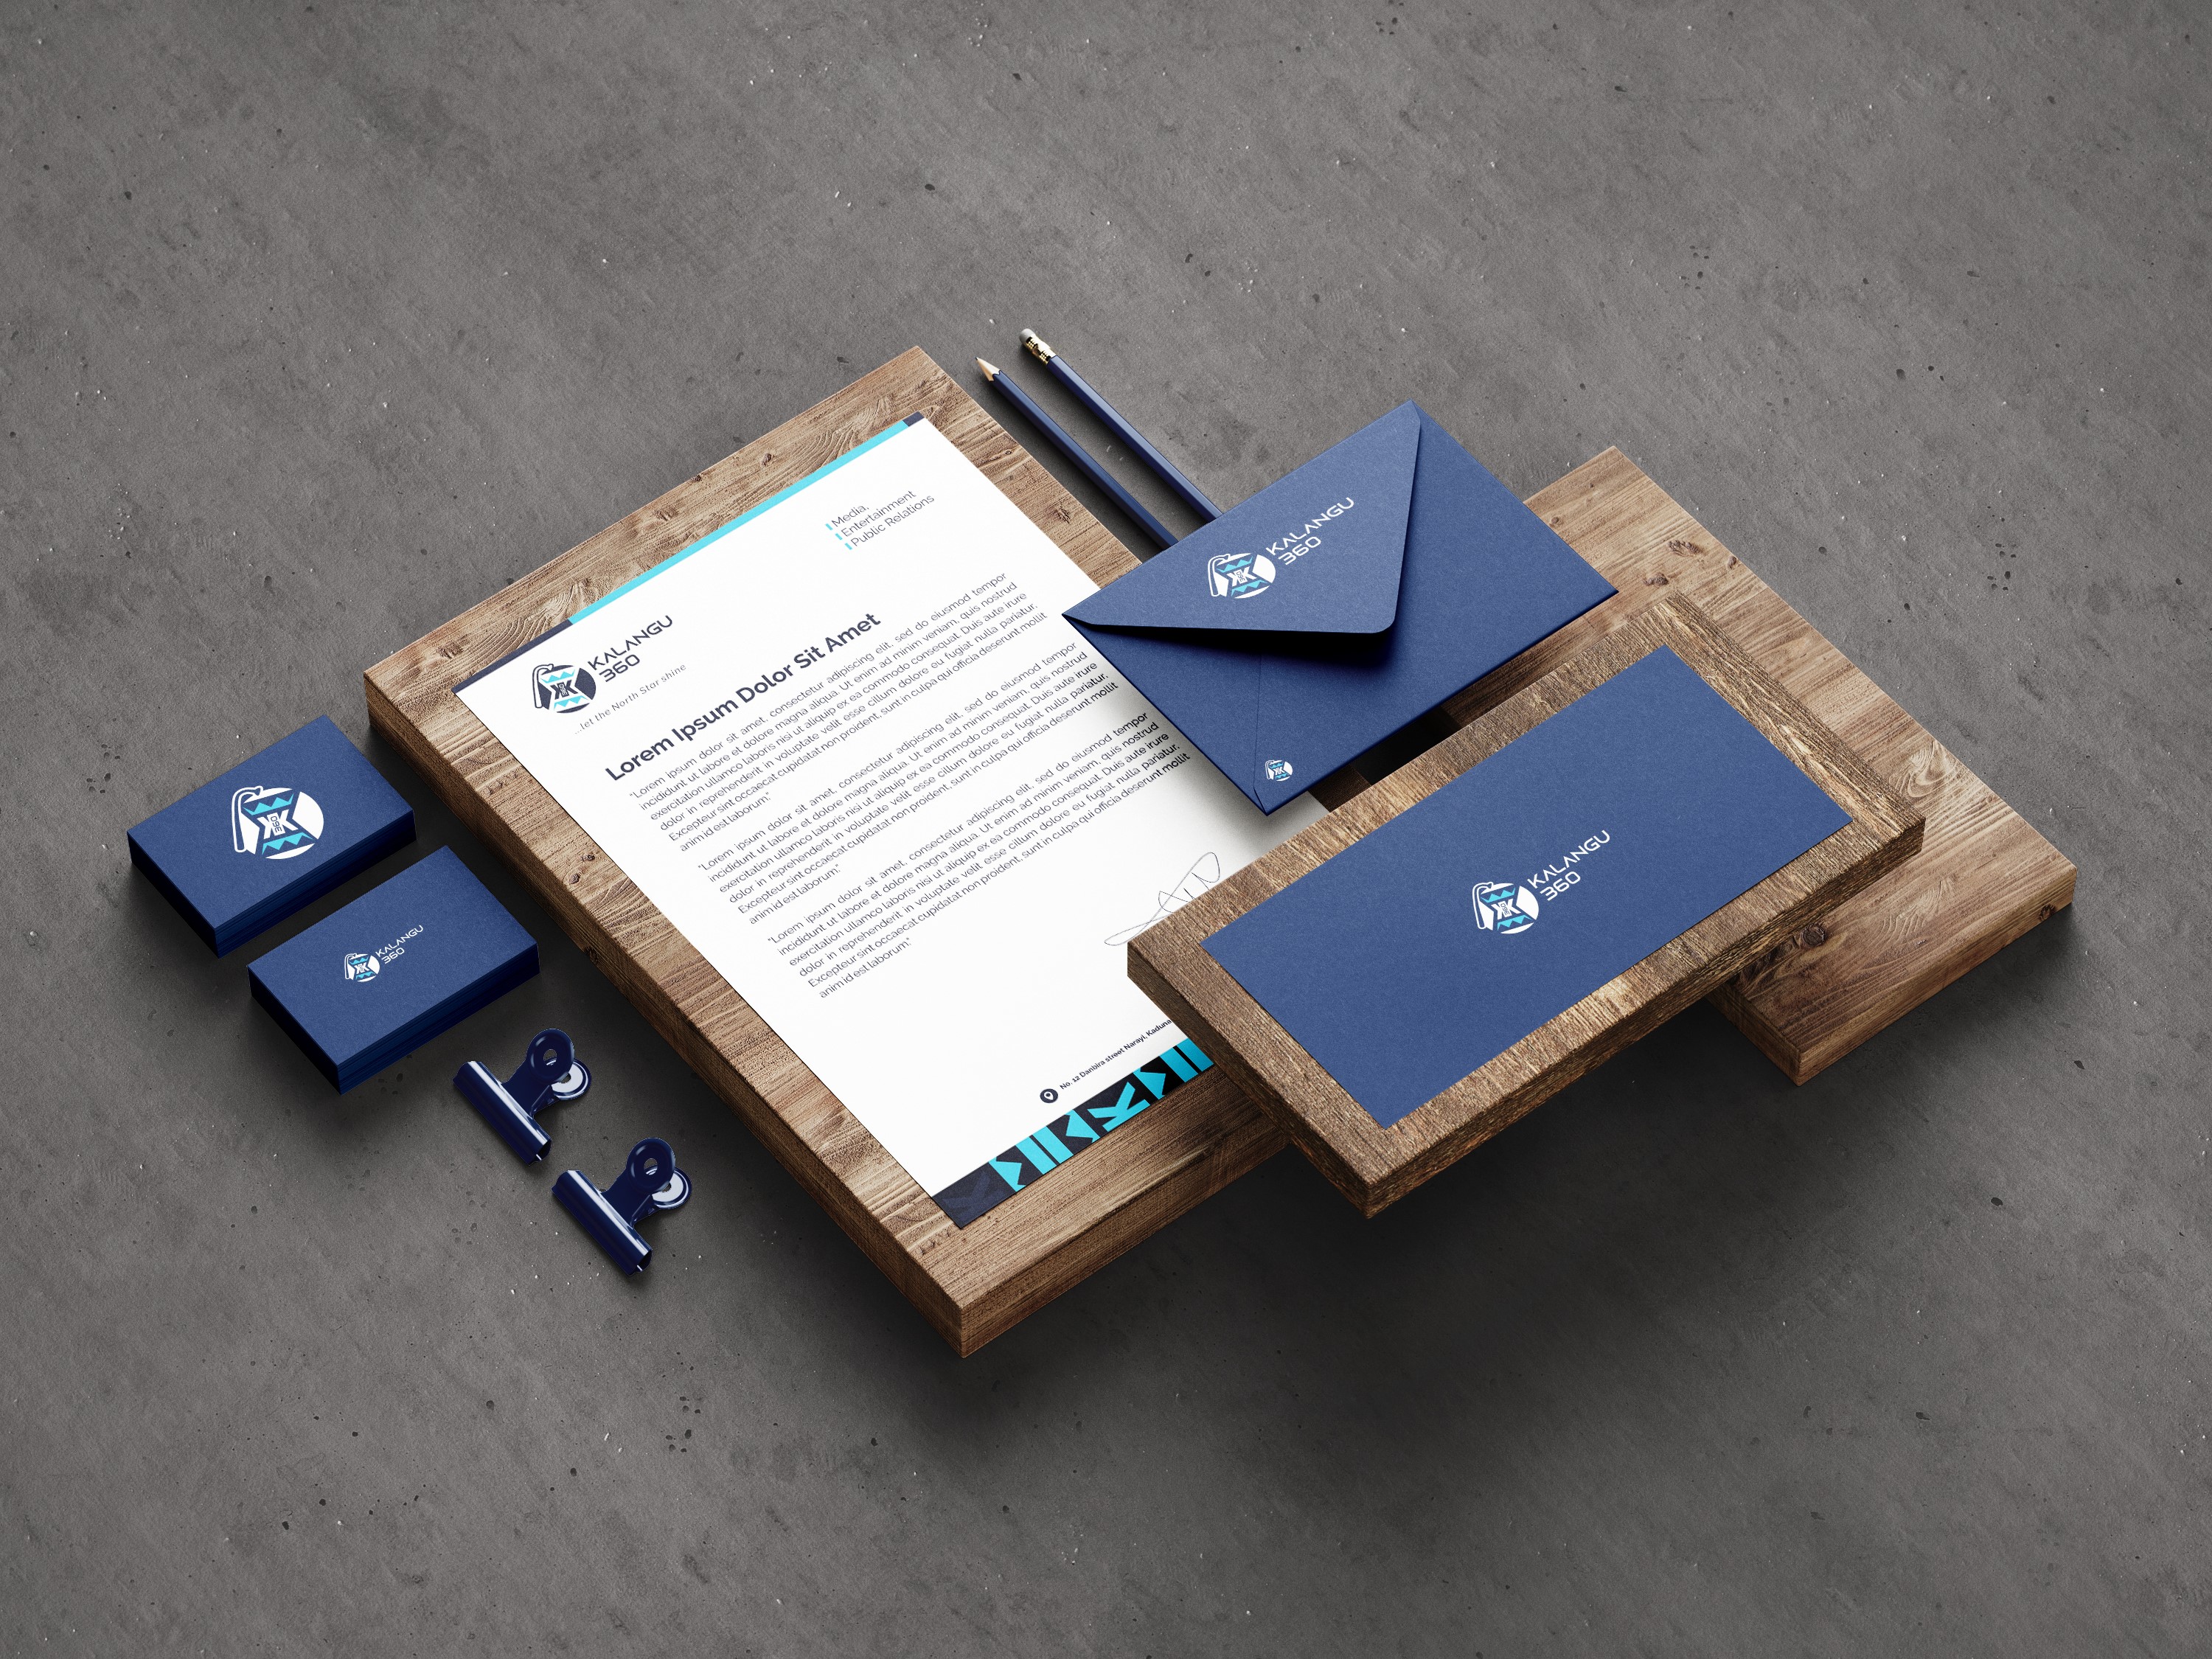 Media,
Entertainment
Public Relations
KALANGU
360
...let the North Star shine
Lorem Ipsum Dolor Sit Amet
"Lorem ipsum dolor sit amet, consectetur adipiscing elit, sed do eiusmod tempor
incididunt ut labore et dolore magna aliqua. Ut enim ad minim veniam, quis nostrud
exercitation ullamco laboris nisi ut aliquip ex ea commodo consequat. Duis aute irure
dolor in reprehenderit in voluptate velit esse cillum dolore eu fugiat nulla pariatur.
Excepteur sint occaecat cupidatat non proident, sunt in culpa qui officia deserunt mollit
anim id est laborum."
"Lorem ipsum dolor sit amet, consectetur adipiscing elit, sed do eiusmod tempor
incididunt ut labore et dolore magna aliqua. Ut enim ad minim veniam, quis nostrud
exercitation ullamco laboris nisi ut aliquip ex ea commodo consequat. Duis aute irure
dolor in reprehenderit in voluptate velit esse cillum dolore eu fugiat nulla pariatur.
Excepteur sint occaecat cupidatat non proident, sunt in culpa qui officia deserunt mollit
anim id est laborum."
"Lorem ipsum dolor sit amet, consectetur adipiscing elit, sed do eiusmod tempor
incididunt ut labore et dolore magna aliqua. Ut enim ad minim veniam, quis nostrud
exercitation ullamco laboris nisi ut aliquip ex ea commodo consequat. Duis aute irure
dolor in reprehenderit in voluptate velit esse cillum dolore eu fugiat nulla pariatur.
Excepteur sint occaecat cupidatat non proident, sunt in culpa qui officia deserunt mollit
anim id est laborum."
No. 12 Danbira street Narayi, Kaduna
KALANGU
360
KALANGU
360
360
KALANGU
360